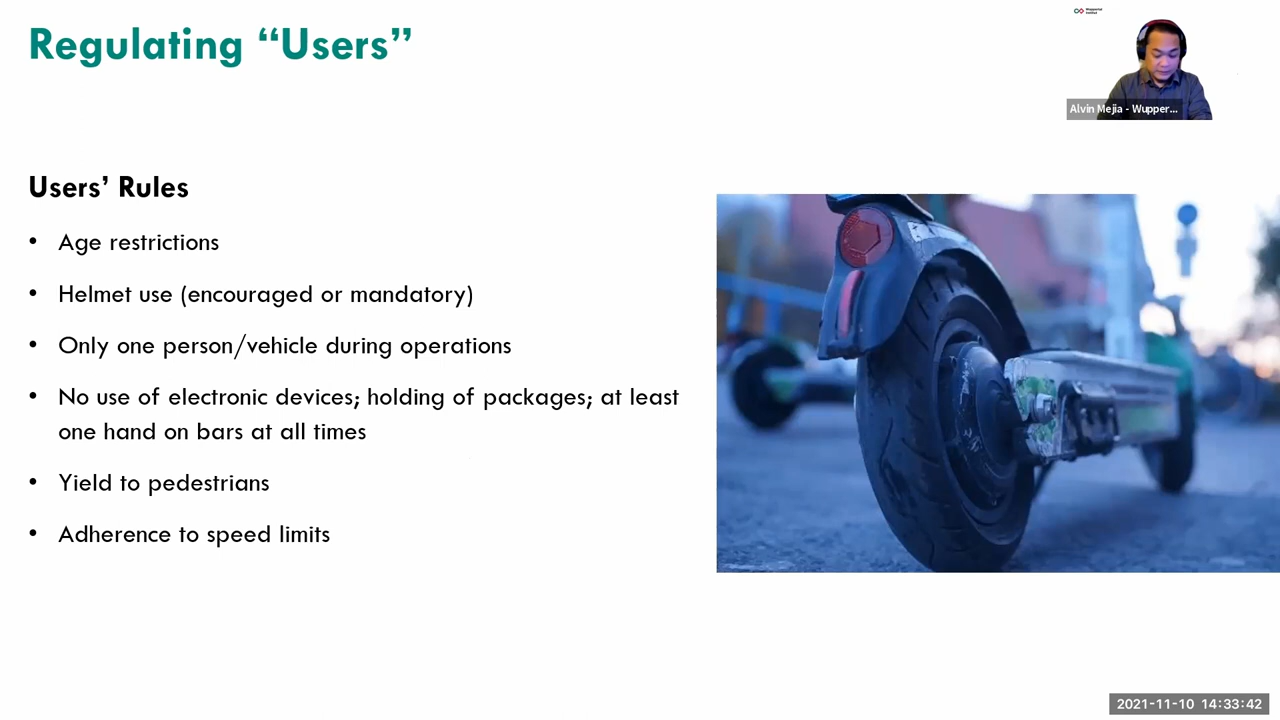 Regulating “Users”
Wuppertal
Institut
Alvin Mejia - Wupper...
Users’ Rules
• Age restrictions
• Helmet use (encouraged or mandatory)
• Only one person/vehicle during operations
• No use of electronic devices; holding of packages; at least
one hand on bars at all times
• Yield to pedestrians
• Adherence to speed limits
2021-11-10 14:33:42